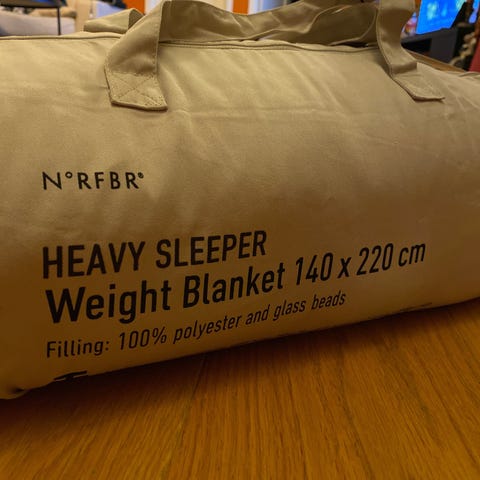 N°RFBR®
HEAVY SLEEPER
Weight Blanket 140 x 220 cm
Filling: 100% polyester and glass beads